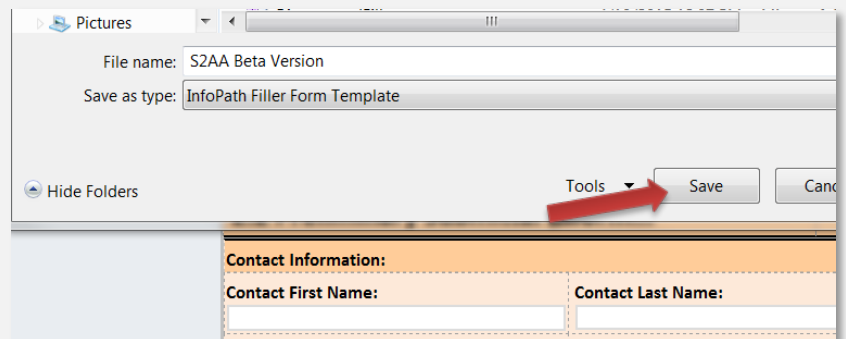 Pictures
File name: S2AA Beta Version
Save as type: InfoPath Filler Form Template
Hide Folders
Tools Save Canc
Contact Information:
Contact First Name: Contact Last Name: